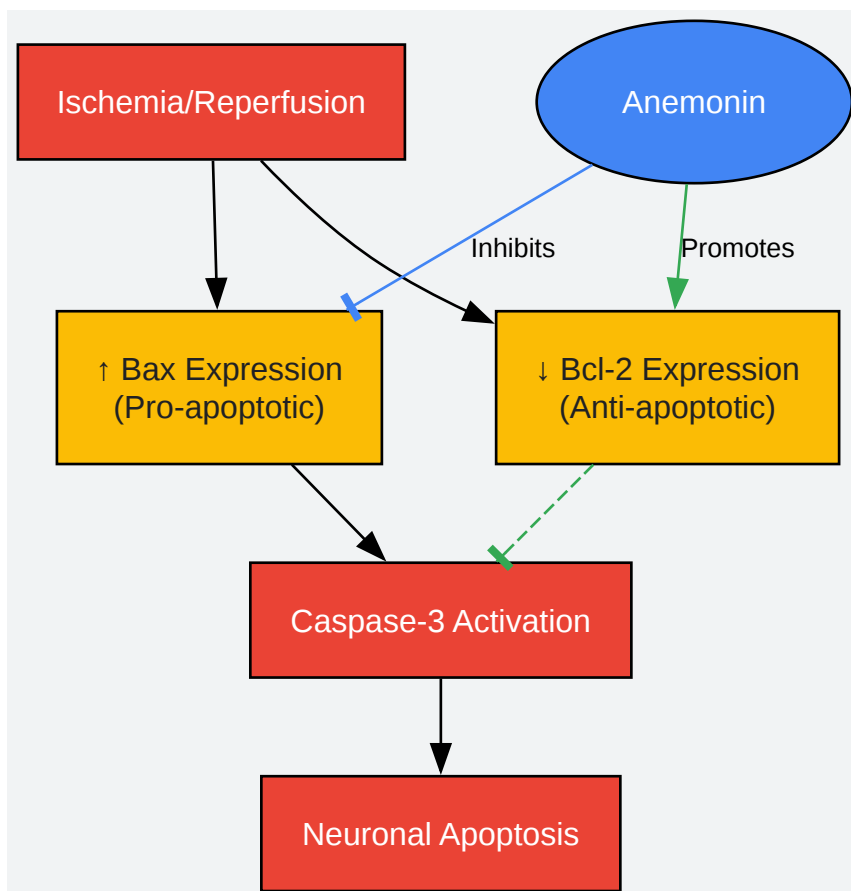 Ischemia/Reperfusion
Anemonin
Inhibits
Promotes
↑ Bax Expression
(Pro-apoptotic)
↓ Bcl-2 Expression
(Anti-apoptotic)
Caspase-3 Activation
Neuronal Apoptosis